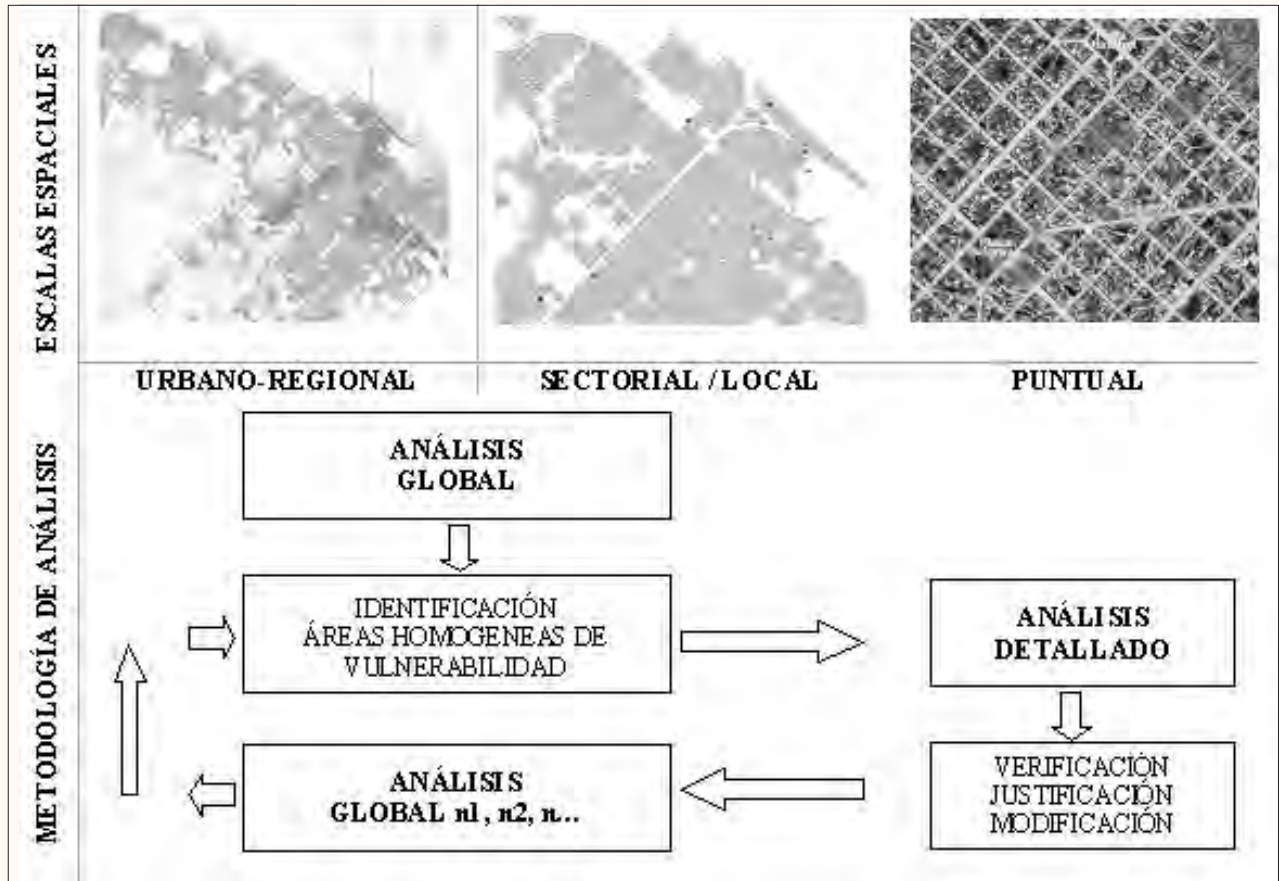 ESCALAS ESPACIALES
URBANO-REGIONAL
SECTORIAL / LOCAL
PUNTUAL
METODOLOGÍA DE ANÁLISIS
ANÁLISIS
GLOBAL
IDENTIFICACIÓN
ÁREAS HOMOGENEAS DE
VULNERABILIDAD
ANÁLISIS
DETALLADO
ANÁLISIS
GLOBAL n1, n2, n...
VERIFICACIÓN
JUSTIFICACIÓN
MODIFICACIÓN